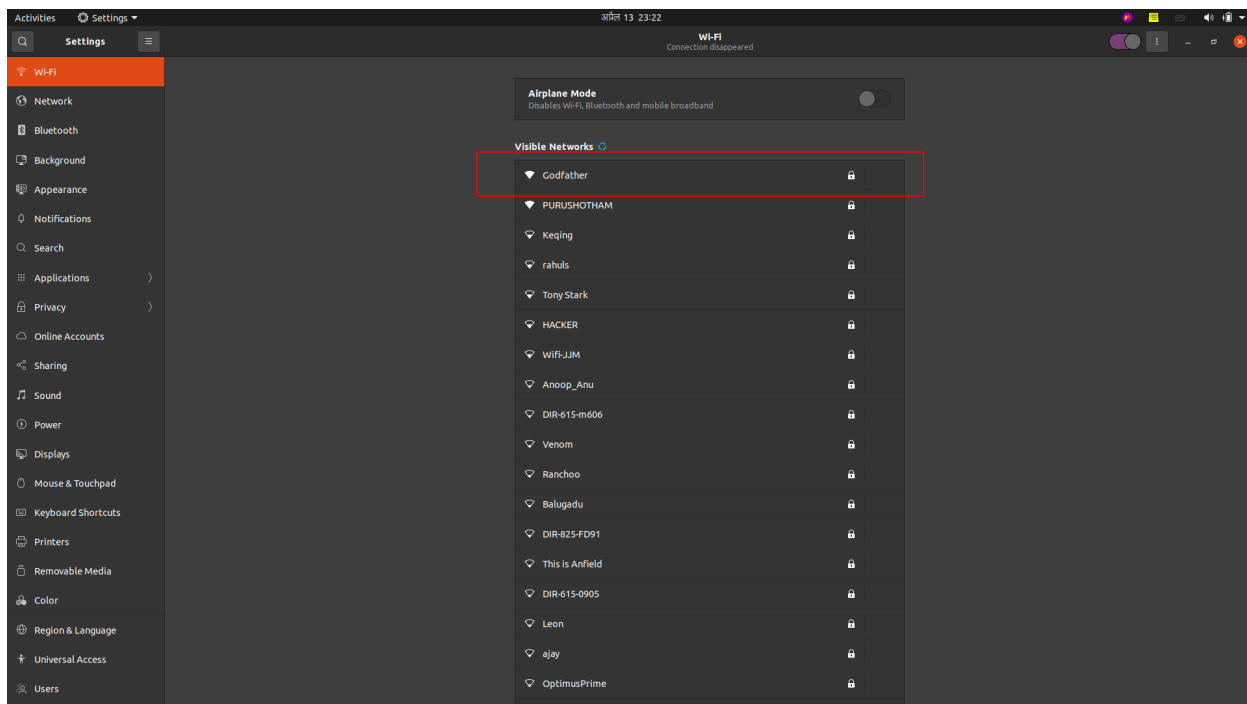 Activities Settings अप्रैल 13 23:22
Settings
Wi-Fi
Connection disappeared
Wi-Fi
Network
Bluetooth
Background
Appearance
Notifications
Search
Applications
Privacy
Online Accounts
Sharing
Sound
Power
Displays
Mouse & Touchpad
Keyboard Shortcuts
Printers
Removable Media
Color
Region & Language
Universal Access
Users
Airplane Mode
Disables Wi-Fi, Bluetooth and mobile broadband
Visible Networks
Godfather
PURUSHOTHAM
Keqing
rahuls
Tony Stark
HACKER
Wifi-JJM
Anoop_Anu
DIR-615-m606
Venom
Ranchoo
Balugadu
DIR-825-FD91
This is Anfield
DIR-615-0905
Leon
ajay
OptimusPrime